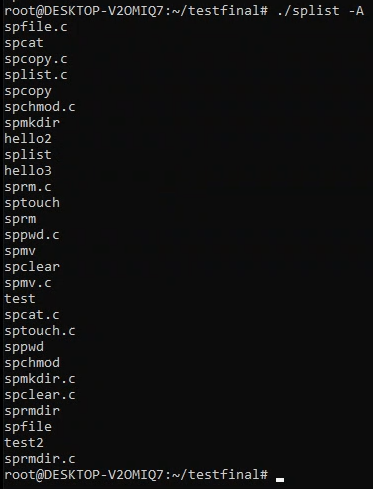 root@DESKTOP-V2OMIQ7:~/testfinal# ./splist -A
spfile.c
spcat
spcopy.c
splist.c
spcopy
spchmod.c
spmkdir
hello2
splist
hello3
sprm.c
sptouch
sprm
sppwd.c
spmv
spclear
spmv.c
test
spcat.c
sptouch.c
sppwd
spchmod
spmkdir.c
spclear.c
sprmdir
spfile
test2
sprmdir.c
root@DESKTOP-V2OMIQ7:~/testfinal#